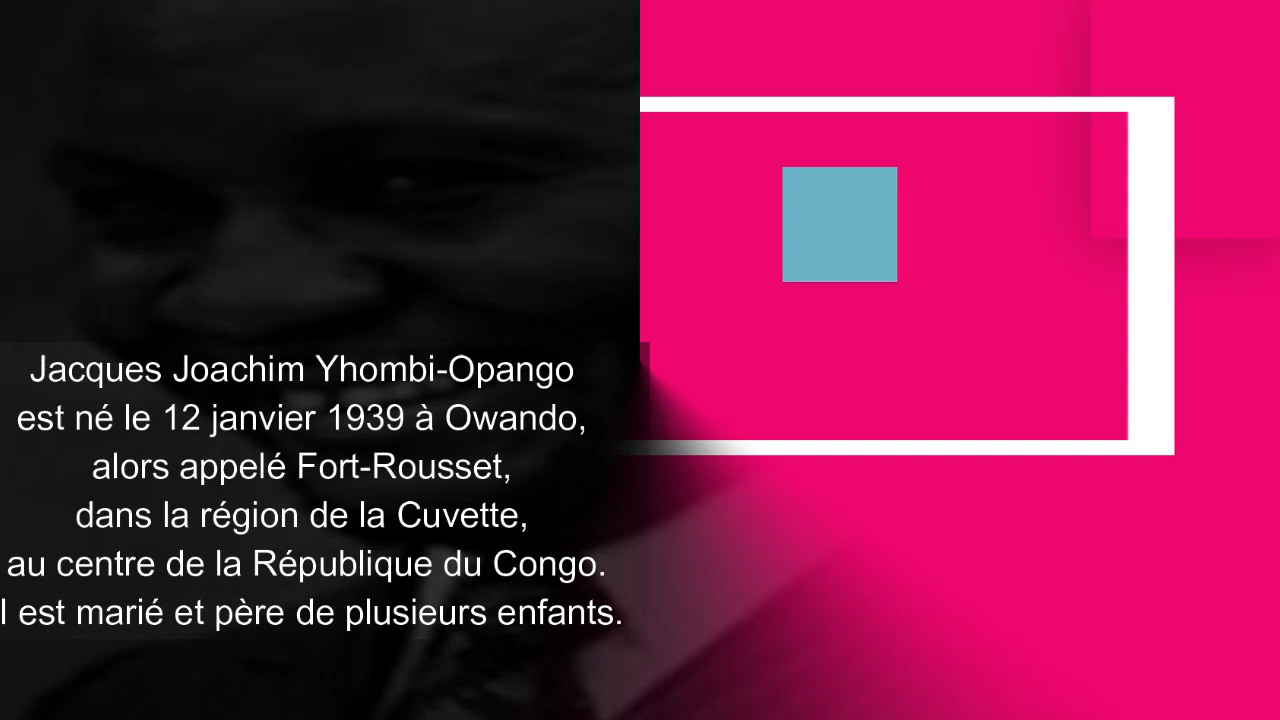 Jacques Joachim Yhombi-Opango
est né le 12 janvier 1939 à Owando,
alors appelé Fort-Rousset,
dans la région de la Cuvette,
au centre de la République du Congo.
l est marié et père de plusieurs enfants.